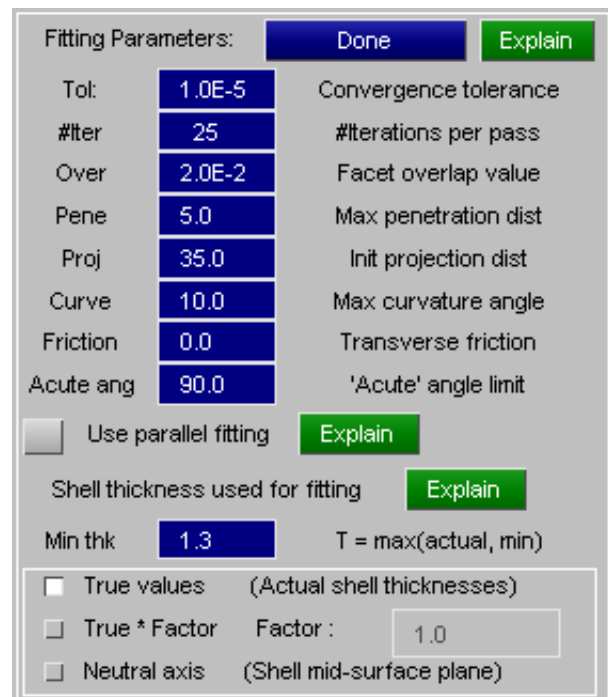 Fitting Parameters: Done Explain
Tol: 1.0E-5 Convergence tolerance
#Iter 25 #Iterations per pass
Over 2.0E-2 Facet overlap value
Pene 5.0 Max penetration dist
Proj 35.0 Init projection dist
Curve 10.0 Max curvature angle
Friction 0.0 Transverse friction
Acute ang 90.0 'Acute' angle limit
Use parallel fitting Explain
Shell thickness used for fitting Explain
Min thk 1.3 T = max(actual, min)
True values (Actual shell thicknesses)
True * Factor Factor : 1.0
Neutral axis (Shell mid-surface plane)